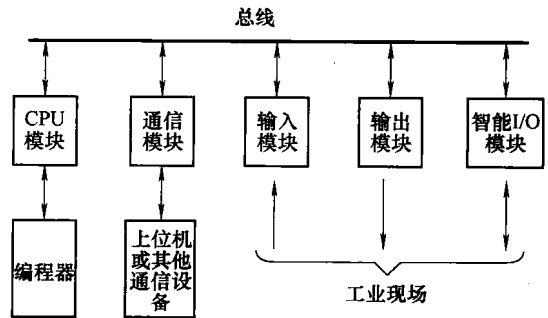 总线
CPU
模块
通信
模块
输入
模块
输出
模块
智能I/O
模块
编程器
上位机
或其他
通信设
备
工业现场